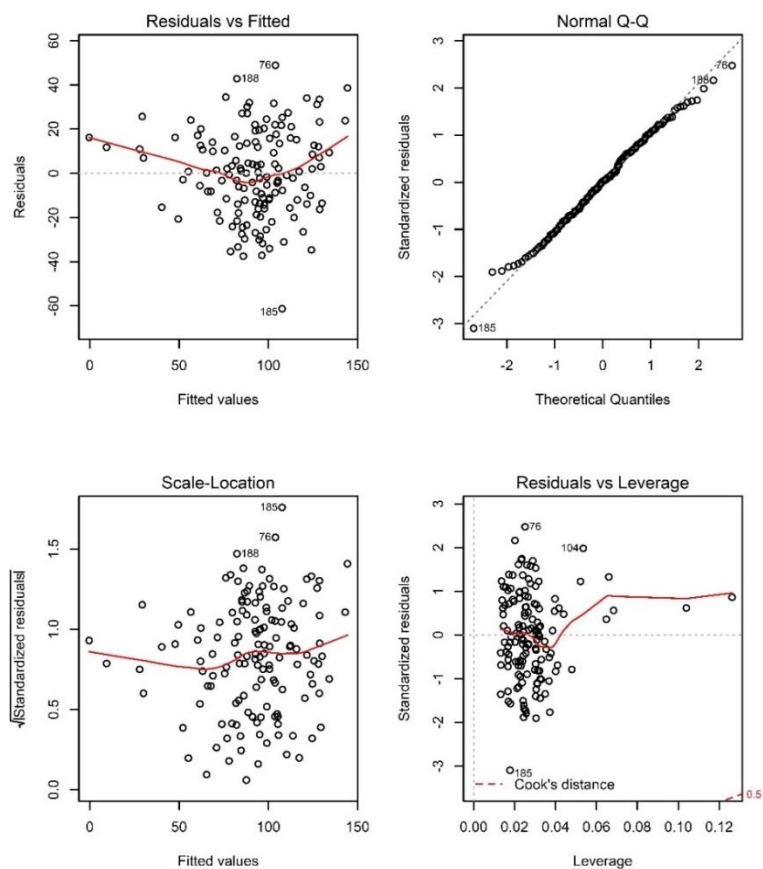 Residuals vs Fitted
Residuals
60
40
20
0
-20
-40
-60
76
188
185
0 50 100 150
Fitted values
Normal Q-Q
Standardized residuals
3
2
1
0
-1
-2
-3
76
188
185
-2 -1 0 1 2
Theoretical Quantiles
Scale-Location
√|Standardized residuals|
1.5
1.0
0.5
0.0
185
76
188
0 50 100 150
Fitted values
Residuals vs Leverage
Standardized residuals
3
2
1
0
-1
-2
-3
76
104
185
Cook's distance
0.5
0.00 0.02 0.04 0.06 0.08 0.10 0.12
Leverage